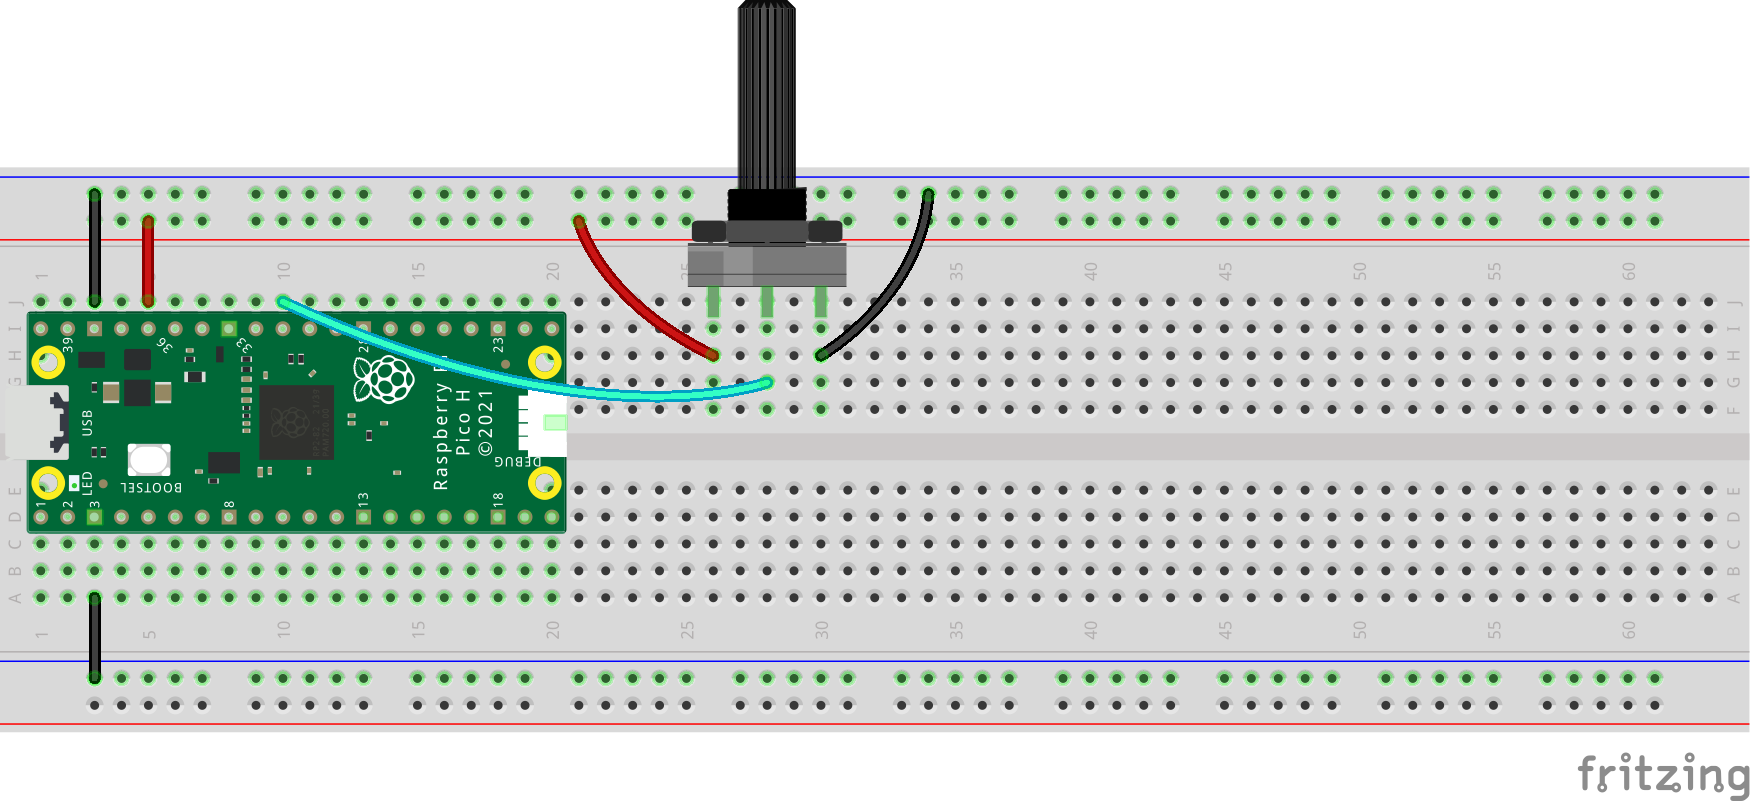 1 10 15 20 25 35 40 45 50 55 60
J J
I I
H H
G G
F F
39 36 33 23
USB
Raspberry
Pico H
©2021
DEBUG
LED
BOOTSEL
1 2 3 8 13 18
E E
D D
C C
B B
A A
1 5 10 15 20 25 30 35 40 45 50 55 60
fritzing